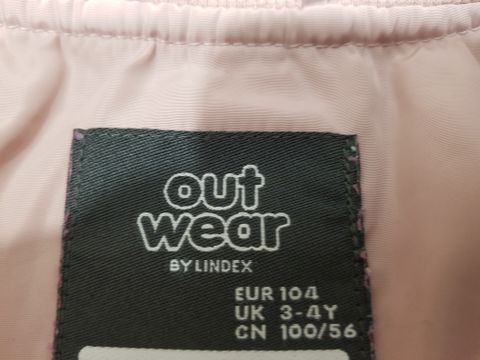 out
wear
BY LINDEX
EUR 104
UK 3-4Y
CN 100/56